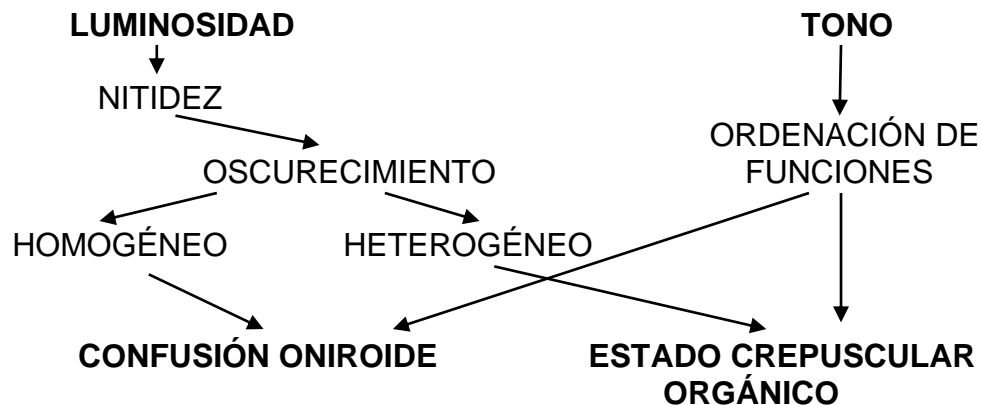 LUMINOSIDAD TONO
NITIDEZ
ORDENACIÓN DE
FUNCIONES
OSCURECIMIENTO
HOMOGÉNEO HETEROGÉNEO
CONFUSIÓN ONIROIDE ESTADO CREPUSCULAR
ORGÁNICO